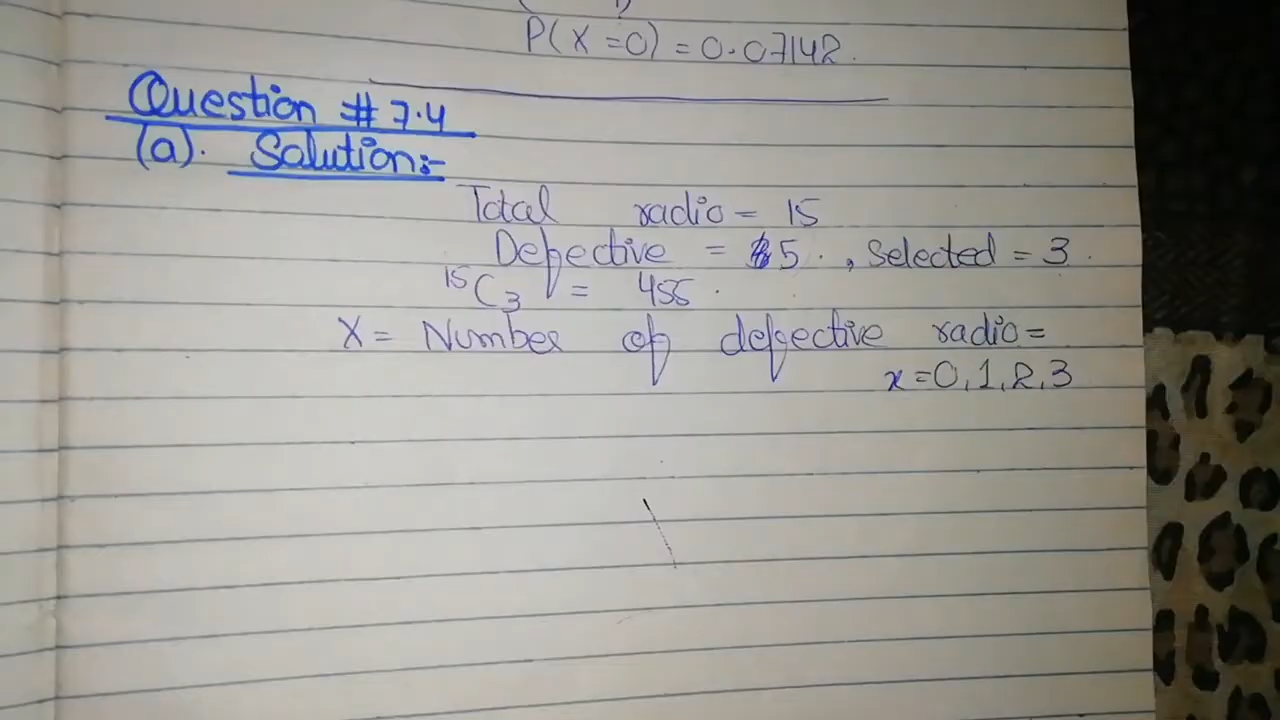 P(X=0) = 0.07142.
Question # 7.4
(a). Solution:-
Total radio = 15
Defective = 5. , Selected = 3.
¹⁵C₃ = 455.
X = Number of defective radio =
x = 0, 1, 2, 3